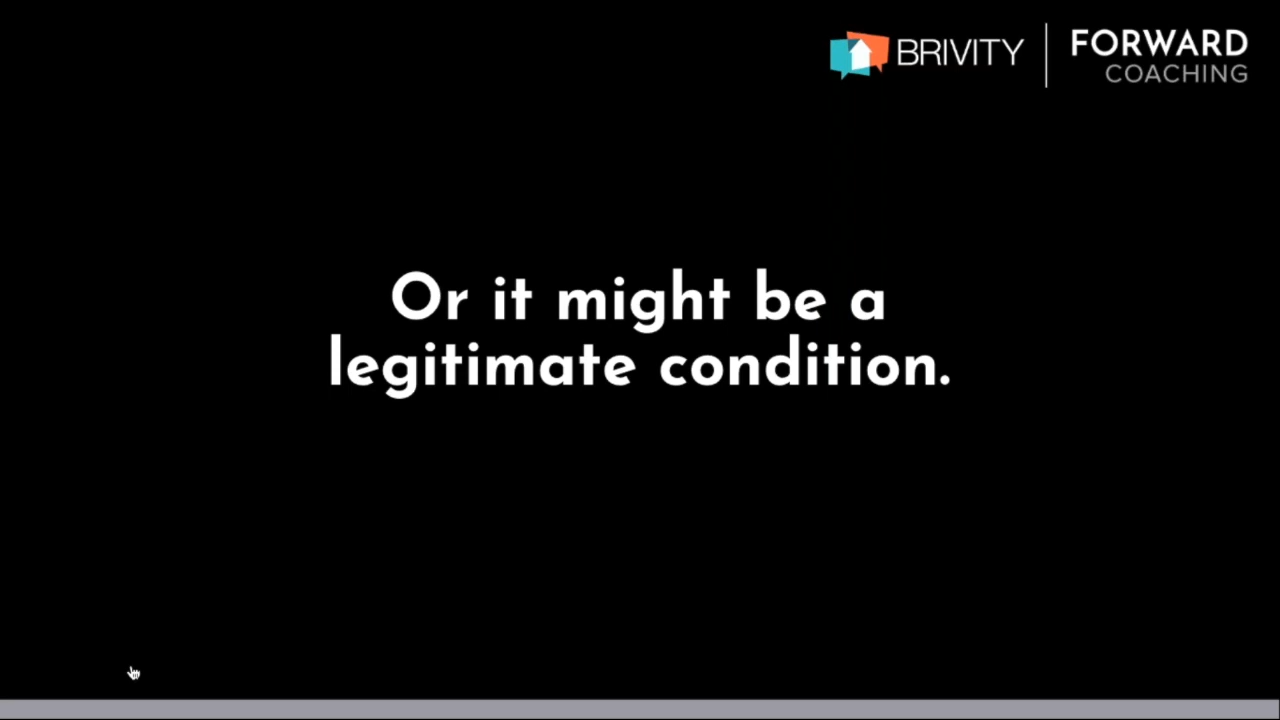 BRIVITY
FORWARD
COACHING
Or it might be a
legitimate condition.